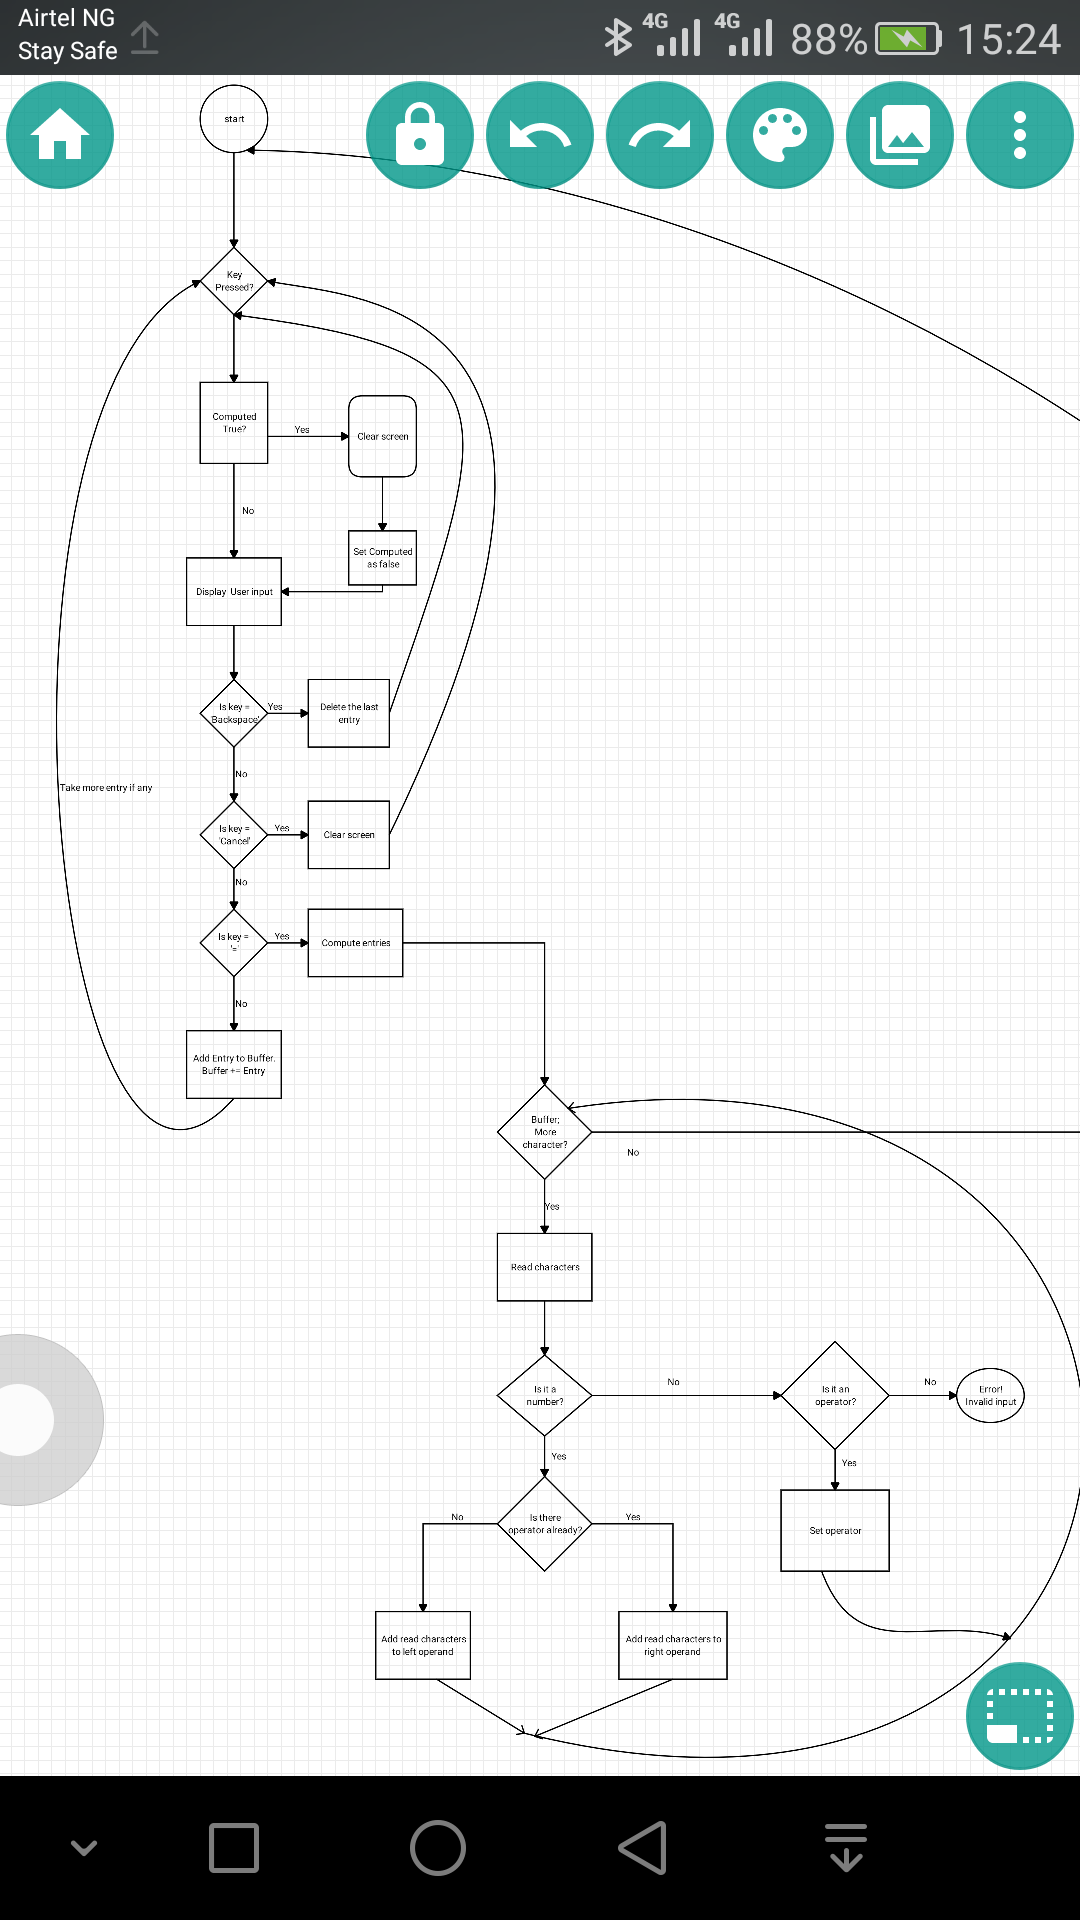 Airtel NG
Stay Safe
4G
4G
88%
15:24
start
Key
Pressed?
Computed
True?
Yes
Clear screen
No
Set Computed
as false
Display User input
Is key =
'Backspace'
Yes
Delete the last
entry
No
Take more entry if any
Is key =
'Cancel'
Yes
Clear screen
No
Is key =
'='
Yes
Compute entries
No
Add Entry to Buffer.
Buffer += Entry
Buffer;
More
character?
No
Yes
Read characters
Is it a
number?
No
Is it an
operator?
No
Error!
Invalid input
Yes
Yes
Is there
operator already?
No
Yes
Set operator
Add read characters
to left operand
Add read characters to
right operand